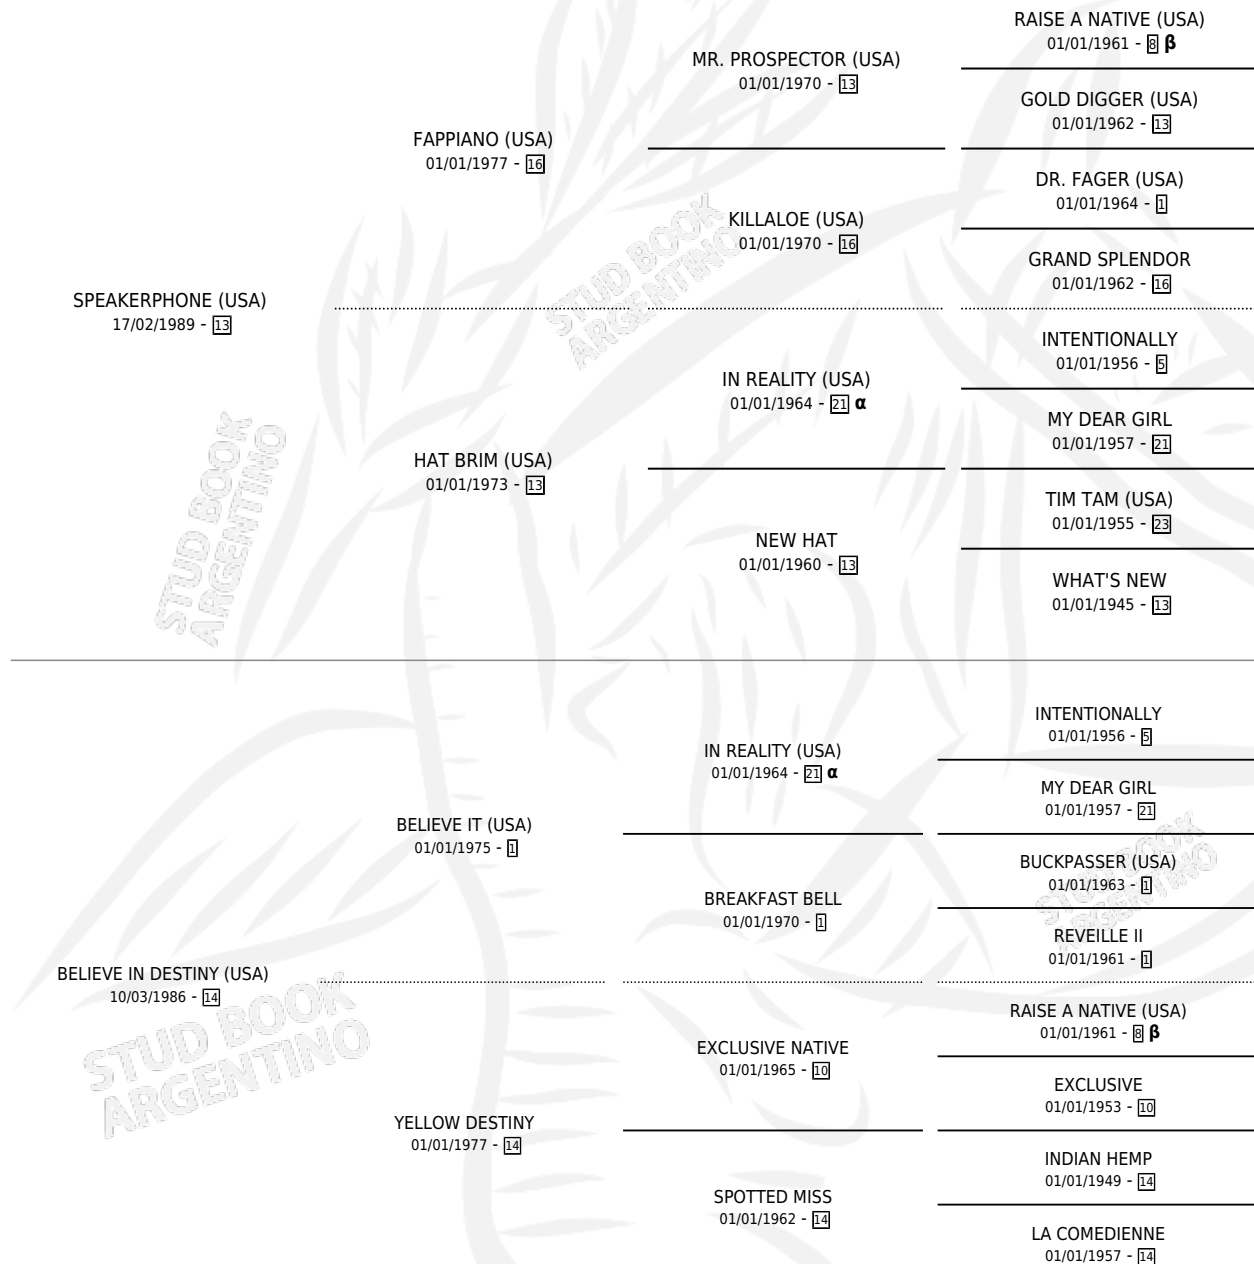 RAISE A NATIVE (USA)
01/01/1961 - 8 β
MR. PROSPECTOR (USA)
01/01/1970 - 13
GOLD DIGGER (USA)
01/01/1962 - 13
FAPPIANO (USA)
01/01/1977 - 16
DR. FAGER (USA)
01/01/1964 - 1
KILLALOE (USA)
01/01/1970 - 16
GRAND SPLENDOR
01/01/1962 - 16
SPEAKERPHONE (USA)
17/02/1989 - 13
INTENTIONALLY
01/01/1956 - 5
IN REALITY (USA)
01/01/1964 - 21 α
MY DEAR GIRL
01/01/1957 - 21
HAT BRIM (USA)
01/01/1973 - 13
TIM TAM (USA)
01/01/1955 - 23
NEW HAT
01/01/1960 - 13
WHAT'S NEW
01/01/1945 - 13
INTENTIONALLY
01/01/1956 - 5
IN REALITY (USA)
01/01/1964 - 21 α
MY DEAR GIRL
01/01/1957 - 21
BELIEVE IT (USA)
01/01/1975 - 1
BUCKPASSER (USA)
01/01/1963 - 1
BREAKFAST BELL
01/01/1970 - 1
REVEILLE II
01/01/1961 - 1
BELIEVE IN DESTINY (USA)
10/03/1986 - 14
RAISE A NATIVE (USA)
01/01/1961 - 8 β
EXCLUSIVE NATIVE
01/01/1965 - 10
EXCLUSIVE
01/01/1953 - 10
YELLOW DESTINY
01/01/1977 - 14
INDIAN HEMP
01/01/1949 - 14
SPOTTED MISS
01/01/1962 - 14
LA COMEDIENNE
01/01/1957 - 14
STUD BOOK
ARGENTINO
STUD BOOK
ARGENTINO
STUD BOOK
ARGENTINO
STUD BOOK
ARGENTINO